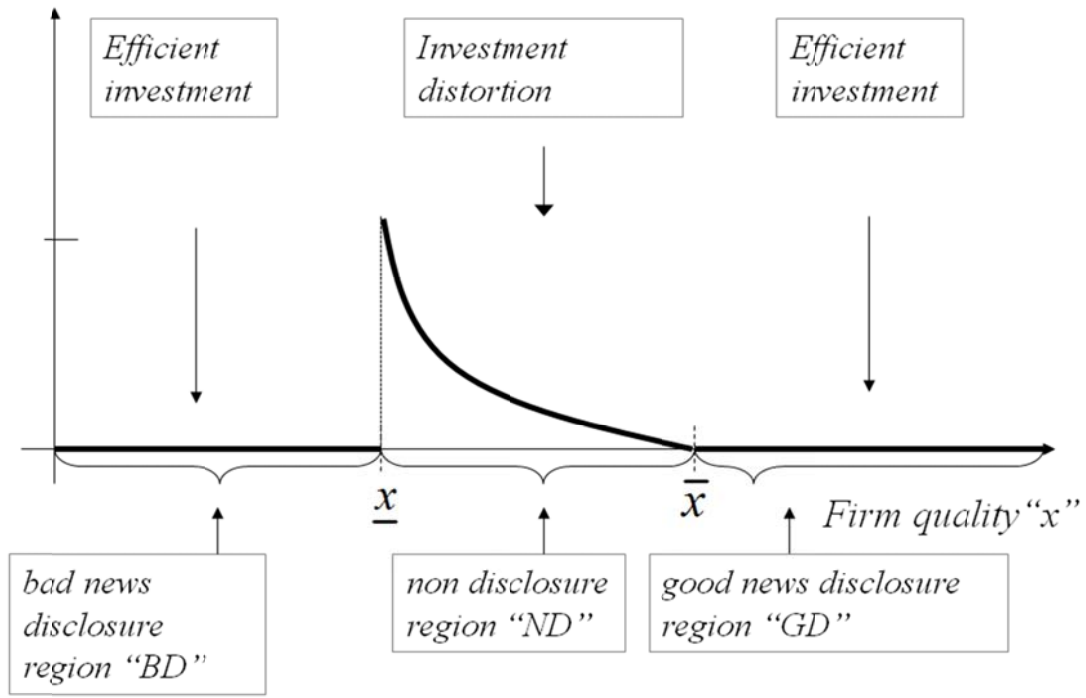 Efficient
investment
Investment
distortion
Efficient
investment
x̲
x̅
Firm quality“x”
bad news
disclosure
region “BD”
non disclosure
region “ND”
good news disclosure
region “GD”